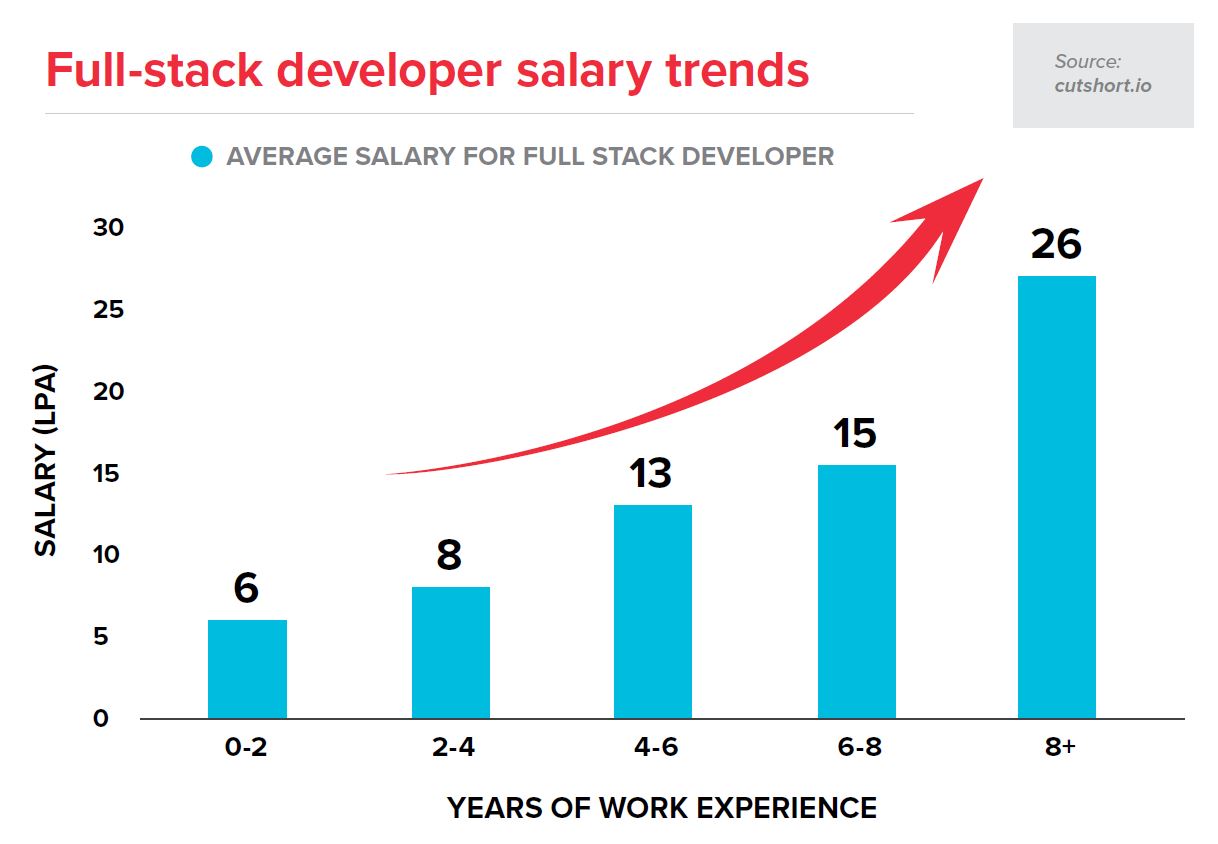 Full-stack developer salary trends
Source:
cutshort.io
AVERAGE SALARY FOR FULL STACK DEVELOPER
SALARY (LPA)
30
25
20
15
10
5
0
6
8
13
15
26
0-2
2-4
4-6
6-8
8+
YEARS OF WORK EXPERIENCE